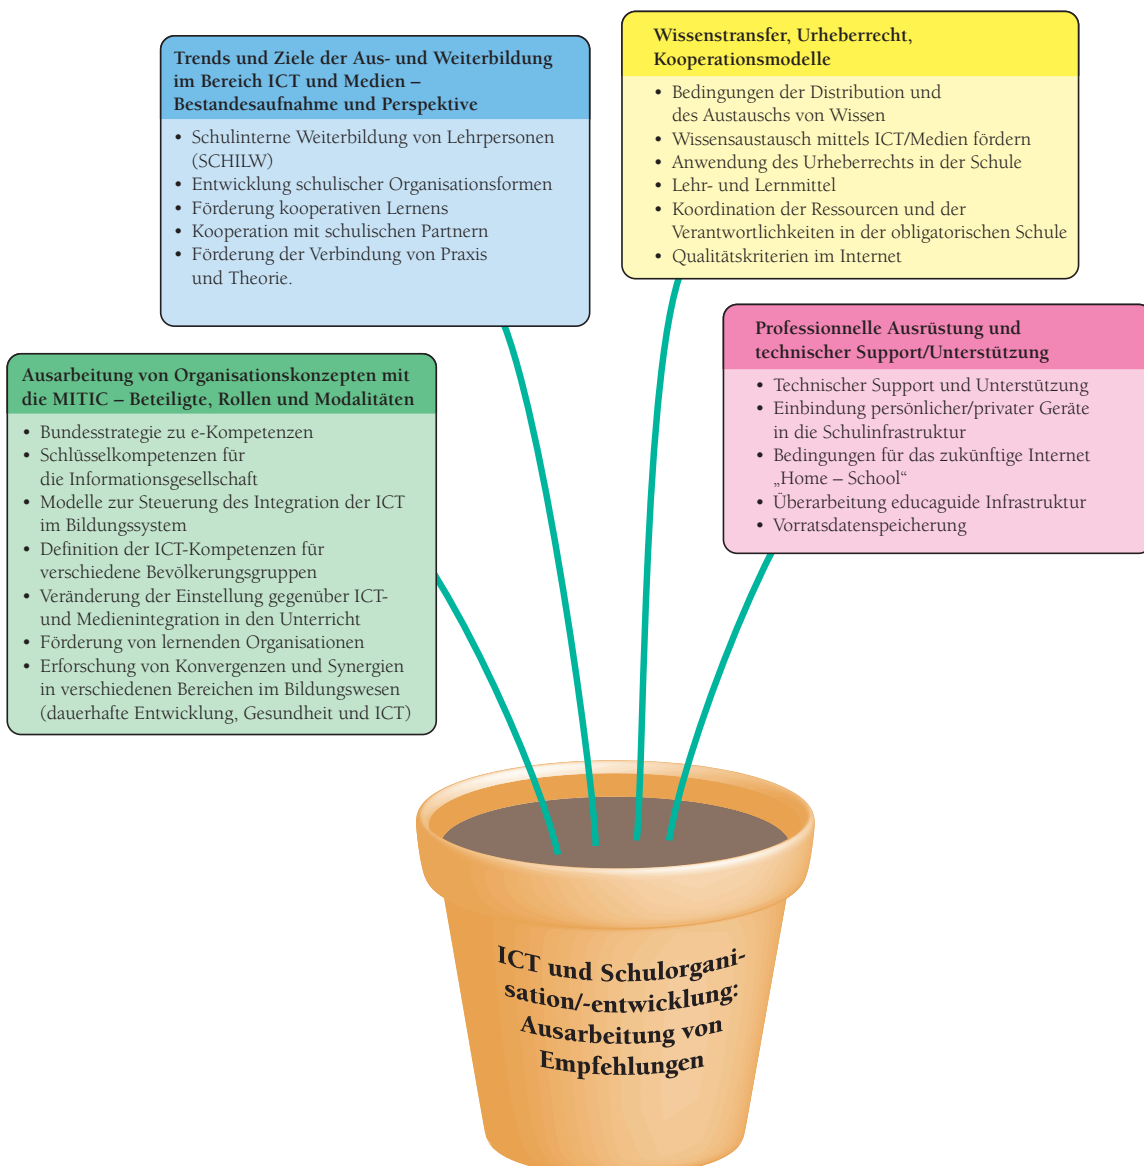 Trends und Ziele der Aus- und Weiterbildung
im Bereich ICT und Medien –
Bestandesaufnahme und Perspektive
• Schulinterne Weiterbildung von Lehrpersonen
(SCHILW)
• Entwicklung schulischer Organisationsformen
• Förderung kooperativen Lernens
• Kooperation mit schulischen Partnern
• Förderung der Verbindung von Praxis
und Theorie.
Wissenstransfer, Urheberrecht,
Kooperationsmodelle
• Bedingungen der Distribution und
des Austauschs von Wissen
• Wissensaustausch mittels ICT/Medien fördern
• Anwendung des Urheberrechts in der Schule
• Lehr- und Lernmittel
• Koordination der Ressourcen und der
Verantwortlichkeiten in der obligatorischen Schule
• Qualitätskriterien im Internet
Professionnelle Ausrüstung und
technischer Support/Unterstützung
• Technischer Support und Unterstützung
• Einbindung persönlicher/privater Geräte
in die Schulinfrastruktur
• Bedingungen für das zukünftige Internet
„Home – School“
• Überarbeitung educaguide Infrastruktur
• Vorratsdatenspeicherung
Ausarbeitung von Organisationskonzepten mit
die MITIC – Beteiligte, Rollen und Modalitäten
• Bundesstrategie zu e-Kompetenzen
• Schlüsselkompetenzen für
die Informationsgesellschaft
• Modelle zur Steuerung des Integration der ICT
im Bildungssystem
• Definition der ICT-Kompetenzen für
verschiedene Bevölkerungsgruppen
• Veränderung der Einstellung gegenüber ICT-
und Medienintegration in den Unterricht
• Förderung von lernenden Organisationen
• Erforschung von Konvergenzen und Synergien
in verschiedenen Bereichen im Bildungswesen
(dauerhafte Entwicklung, Gesundheit und ICT)
ICT und Schulorgani-
sation/-entwicklung:
Ausarbeitung von
Empfehlungen